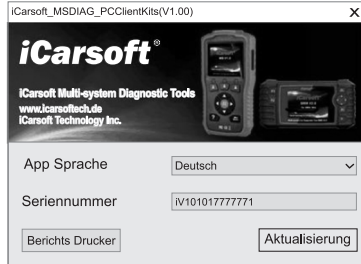 iCarsoft_MSDIAG_PCClientKits(V1.00) X
iCarsoft®
iCarsoft Multi-system Diagnostic Tools
www.icarsoftech.de
iCarsoft Technology Inc.
App Sprache Deutsch
Seriennummer iV101017777771
Berichts Drucker Aktualisierung